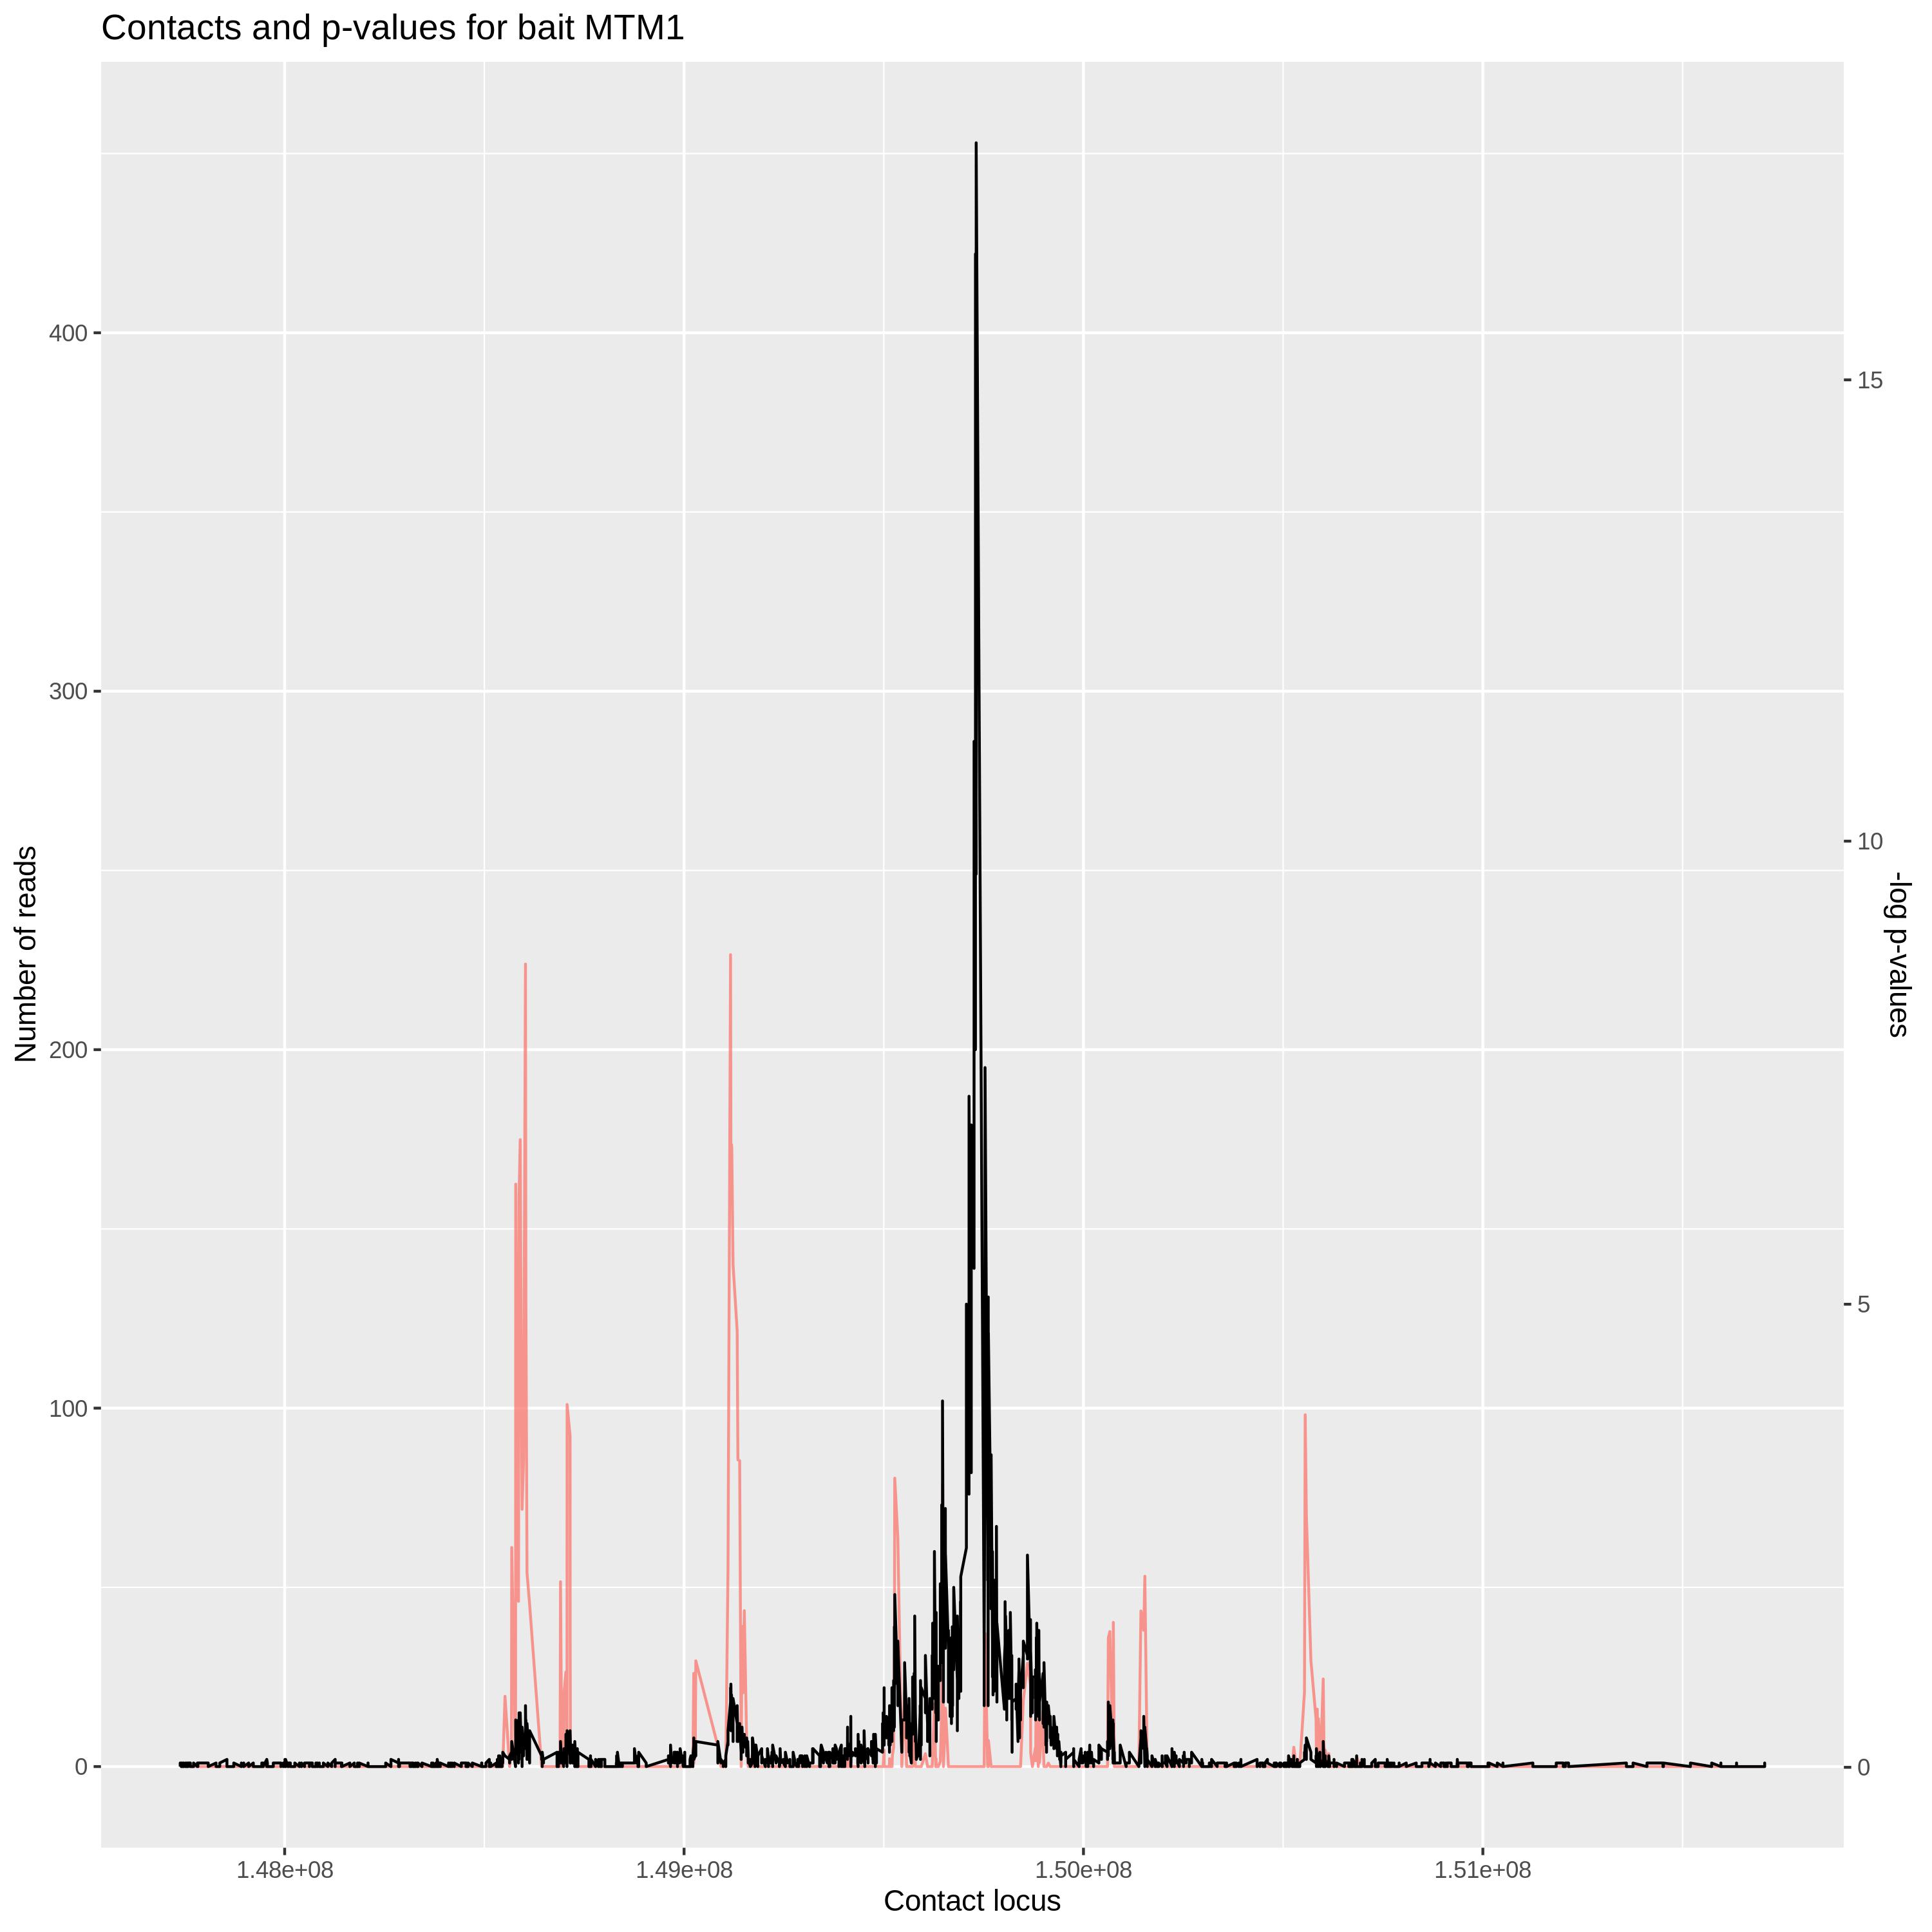 Contacts and p-values for bait MTM1
400
300
200
100
0
Number of reads
15
10
5
0
-log p-values
1.48e+08
1.49e+08
1.50e+08
1.51e+08
Contact locus